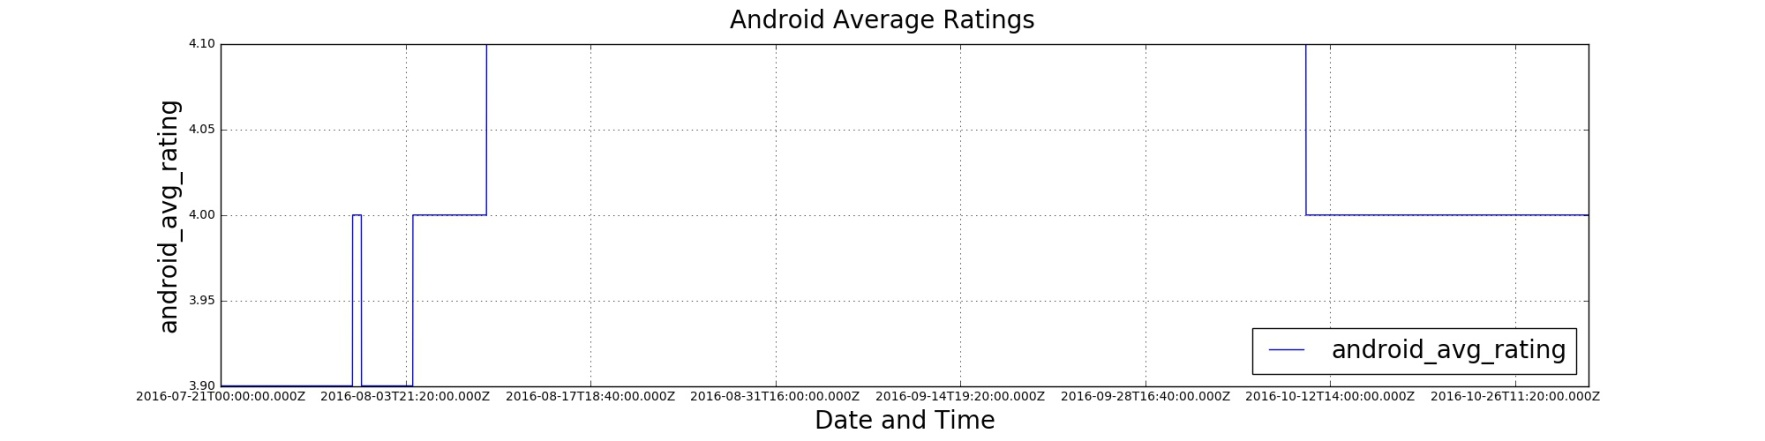 Android Average Ratings
4.10
4.05
4.00
3.95
3.90
android_avg_rating
android_avg_rating
2016-07-21T00:00:00.000Z 2016-08-03T21:20:00.000Z 2016-08-17T18:40:00.000Z 2016-08-31T16:00:00.000Z 2016-09-14T19:20:00.000Z 2016-09-28T16:40:00.000Z 2016-10-12T14:00:00.000Z 2016-10-26T11:20:00.000Z
Date and Time